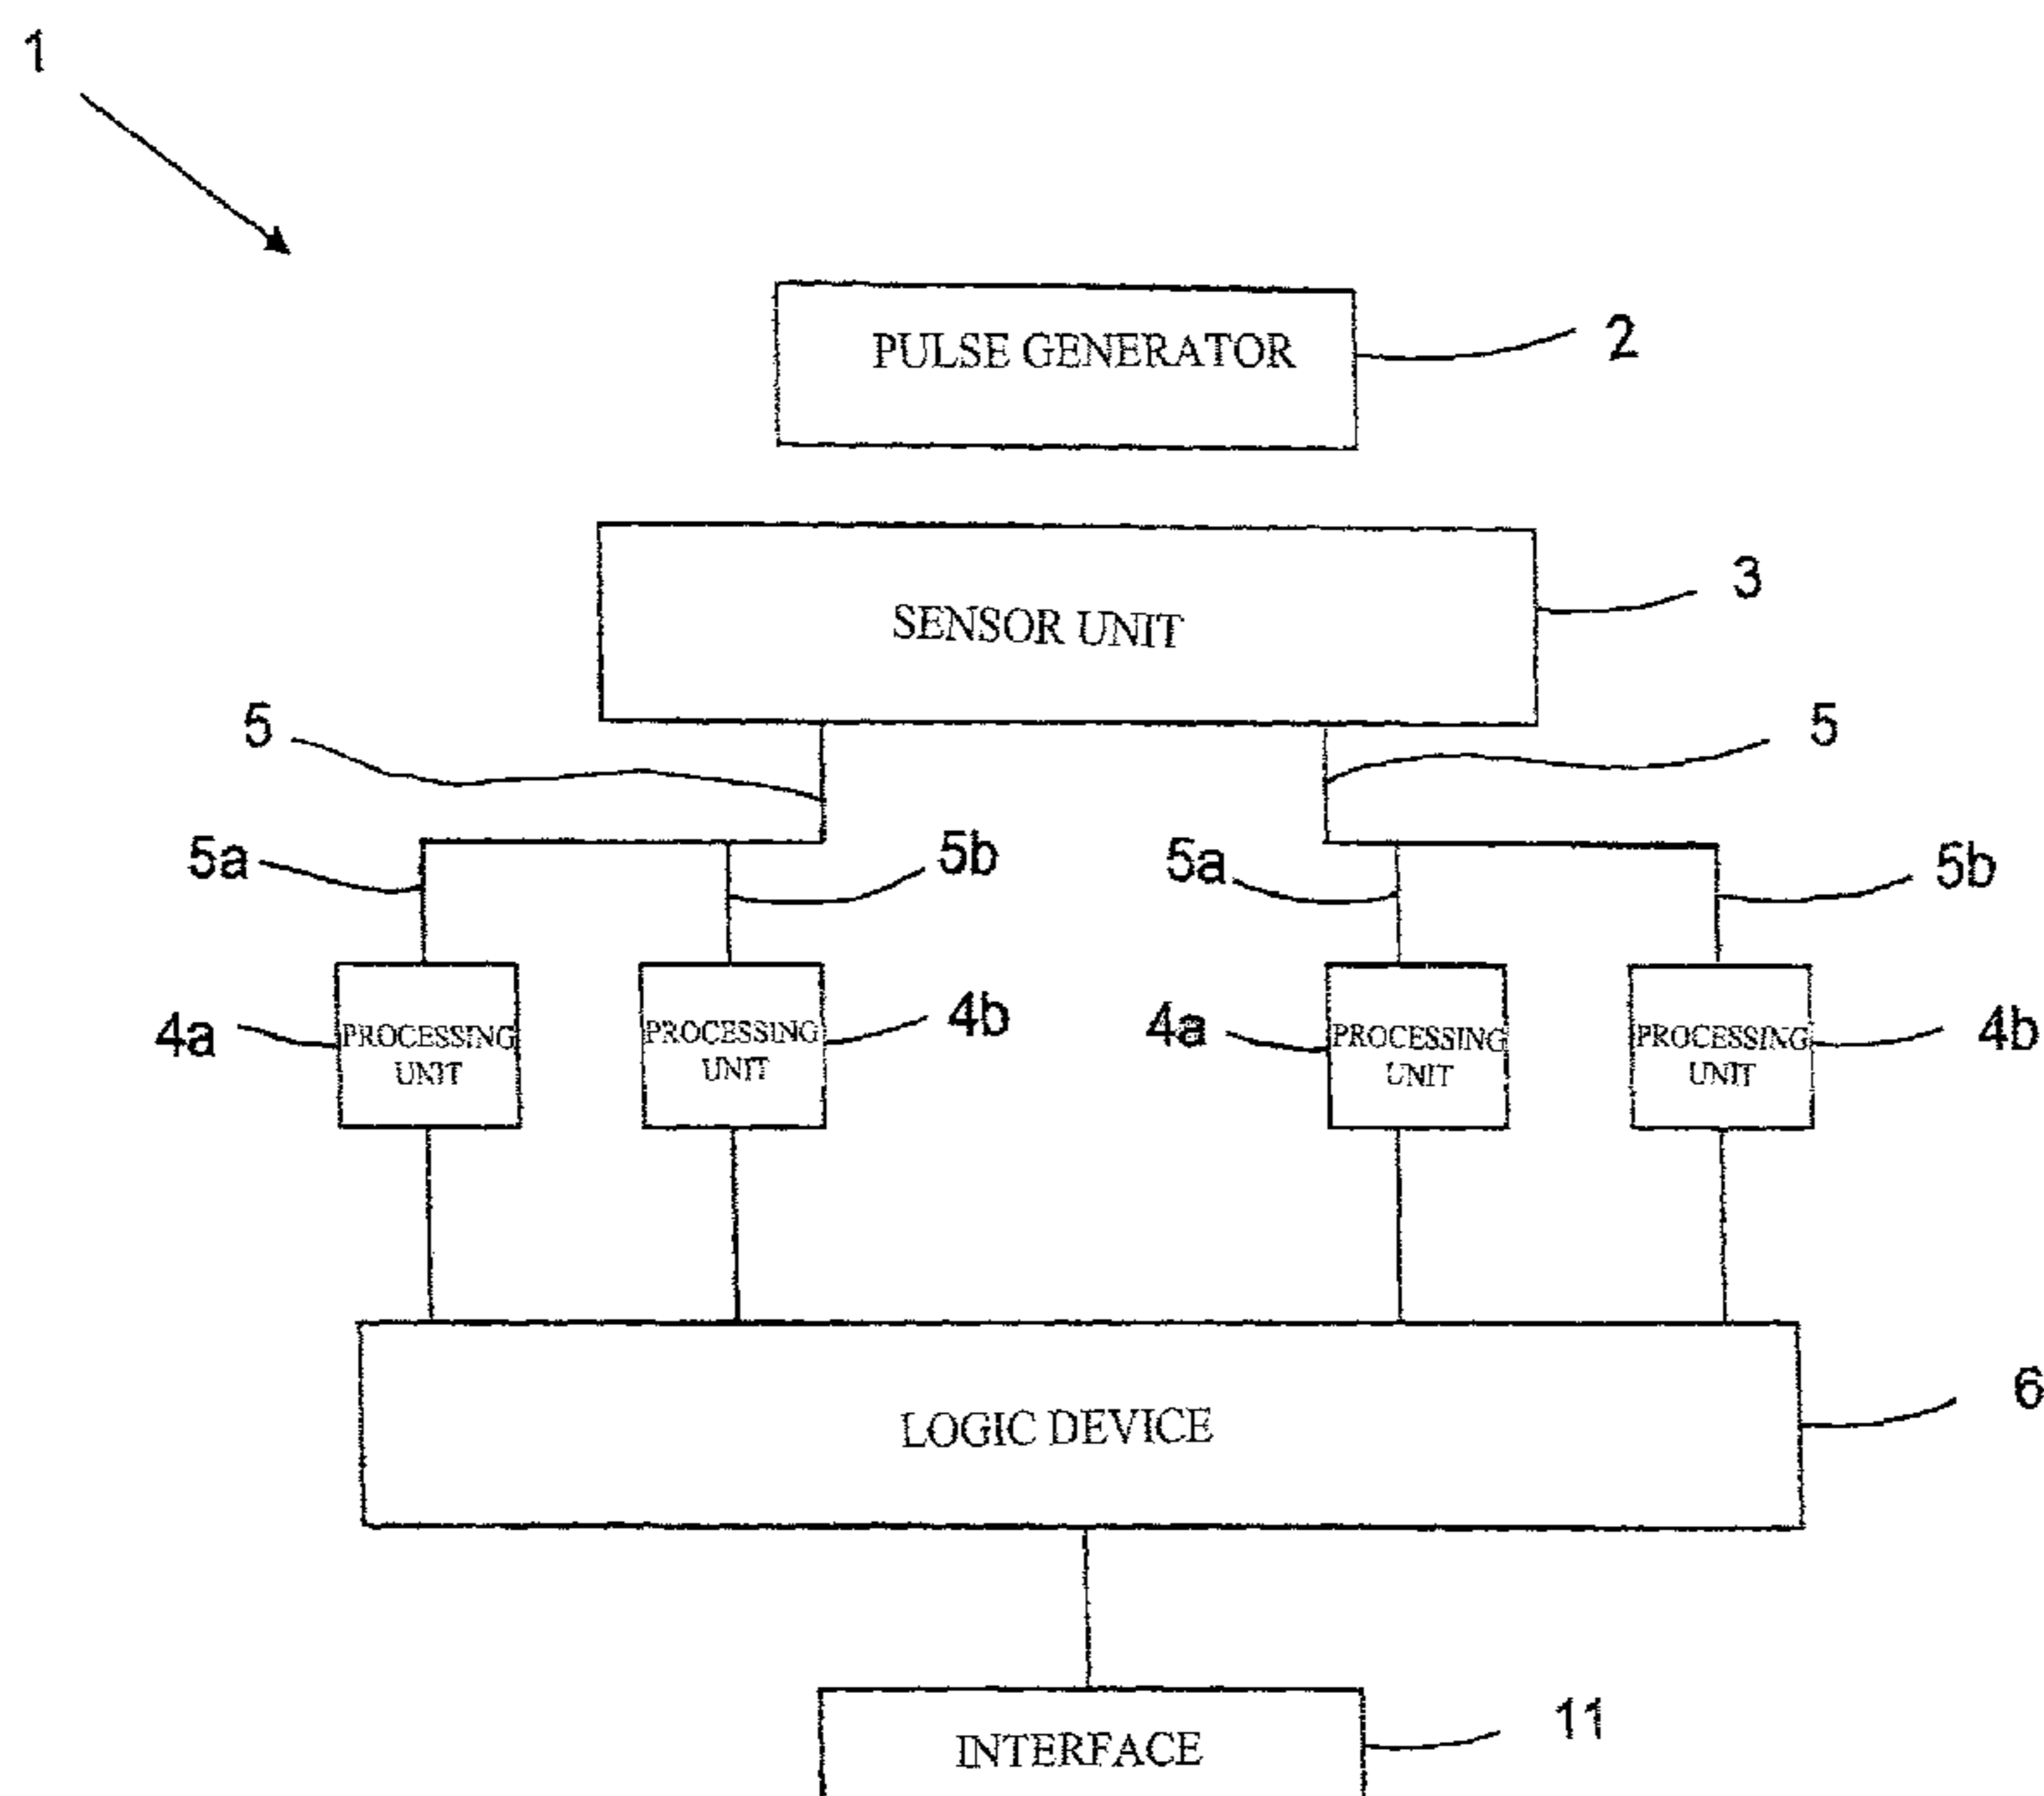 1
PULSE GENERATOR
2
SENSOR UNIT
3
5
5
5a
5b
5a
5b
4a
PROCESSING
UNIT
PROCESSING
UNIT
4b
4a
PROCESSING
UNIT
PROCESSING
UNIT
4b
LOGIC DEVICE
6
INTERFACE
11